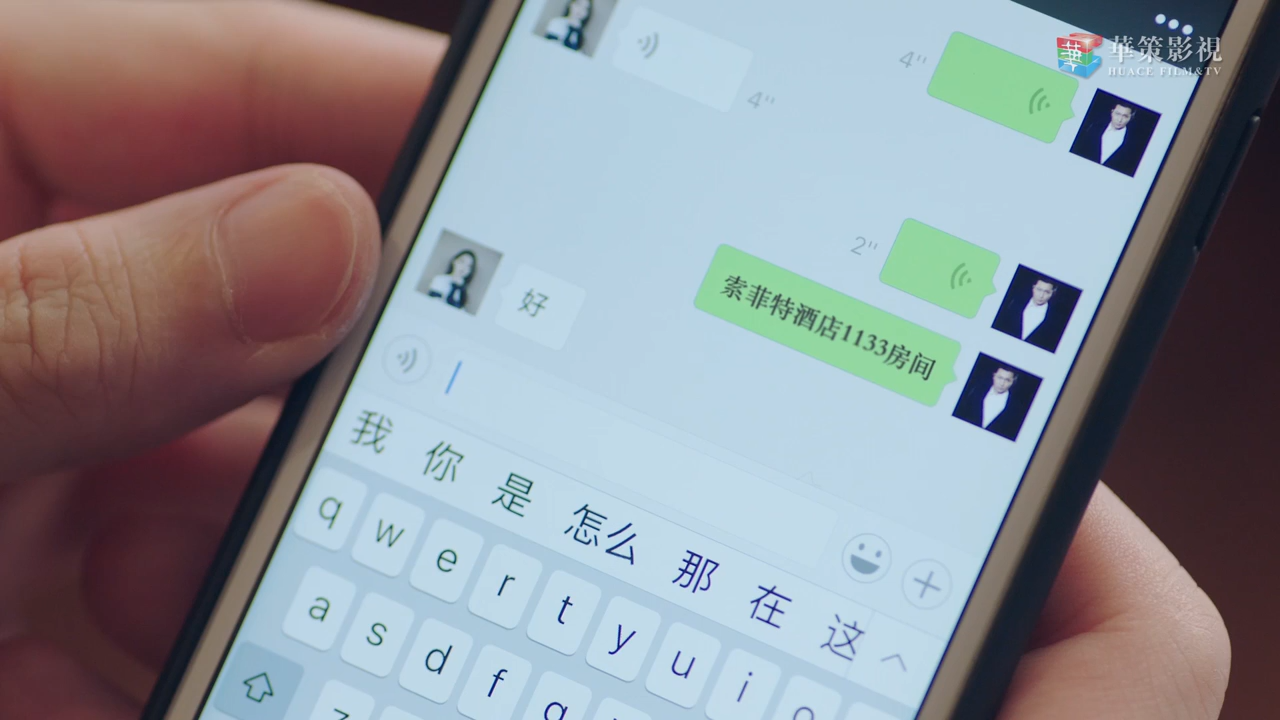 華
華策影視
HUACE FILM&TV
4"
4"
2"
索菲特酒店1133房间
好
我 你 是 怎么 那 在 这
q w e r t y u i o
a s d f g
z